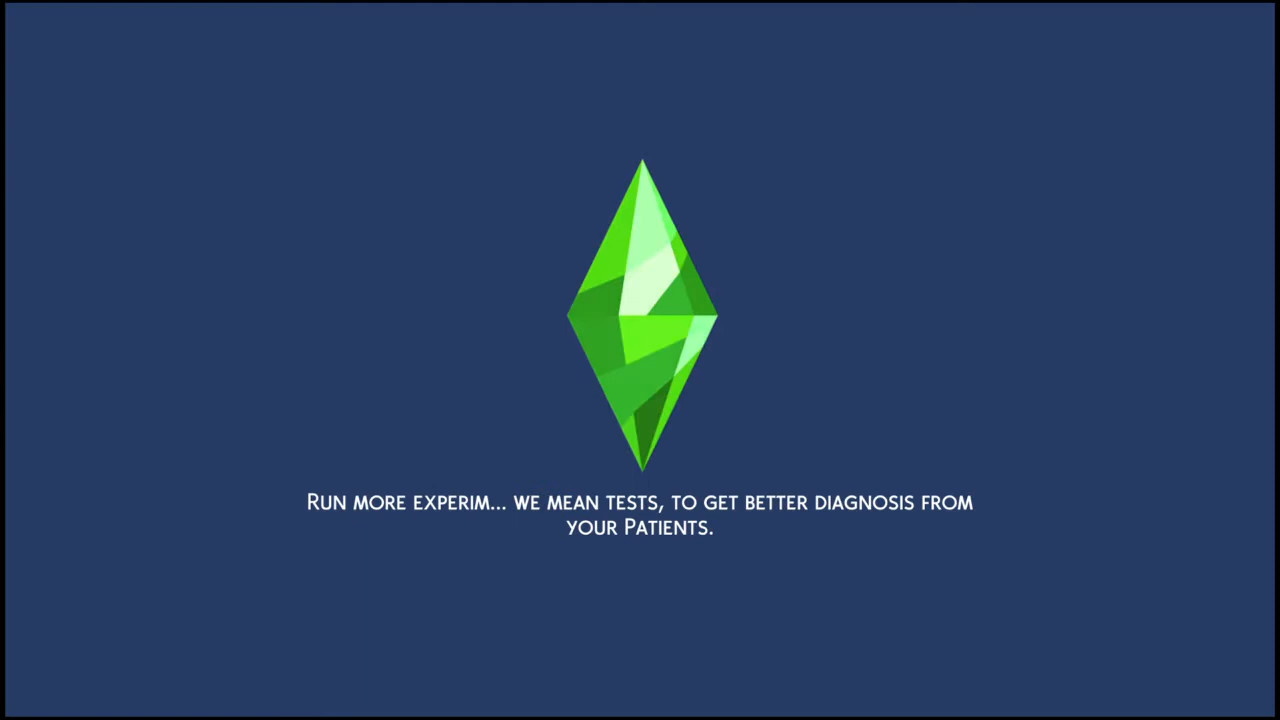 Run more experim... we mean tests, to get better diagnosis from
your Patients.